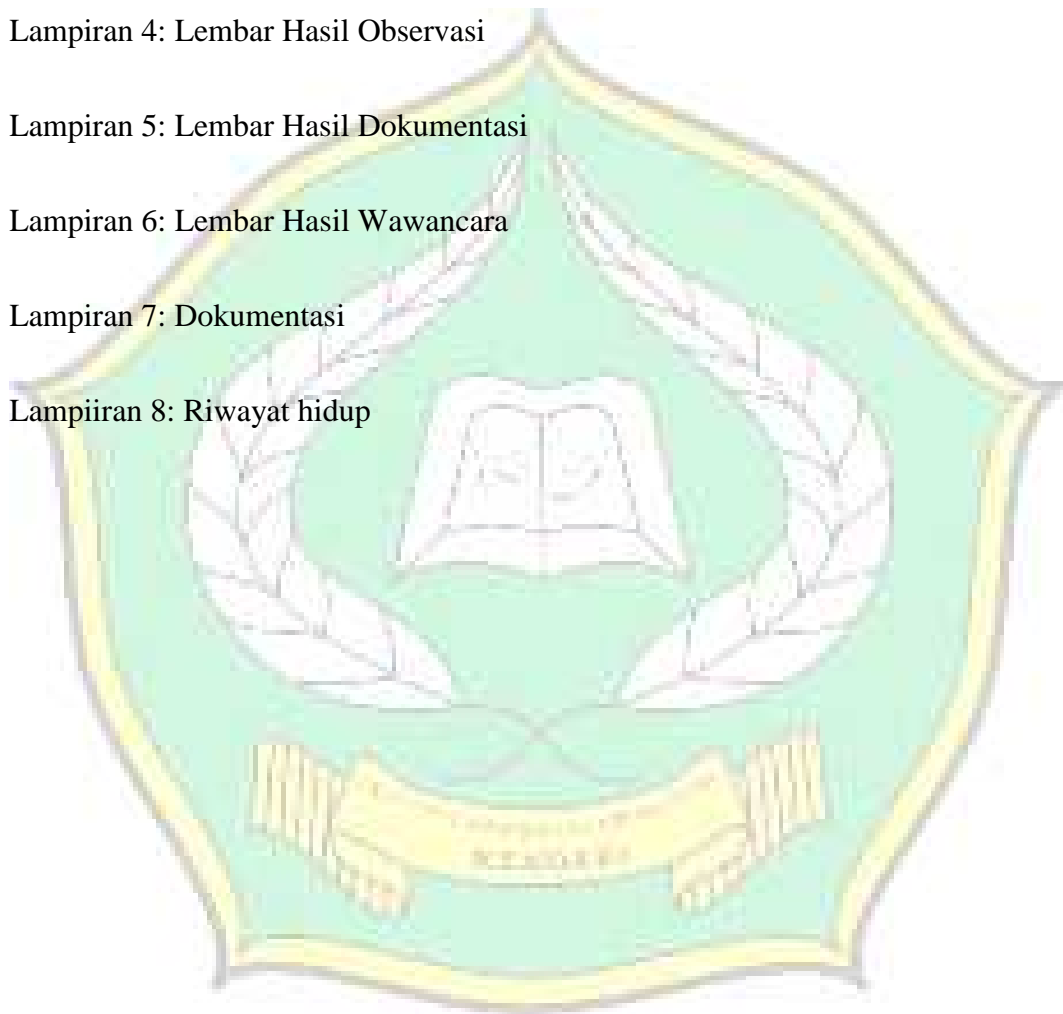 Lampiran 4: Lembar Hasil Observasi
Lampiran 5: Lembar Hasil Dokumentasi
Lampiran 6: Lembar Hasil Wawancara
Lampiran 7: Dokumentasi
Lampiiran 8: Riwayat hidup
KENDARI